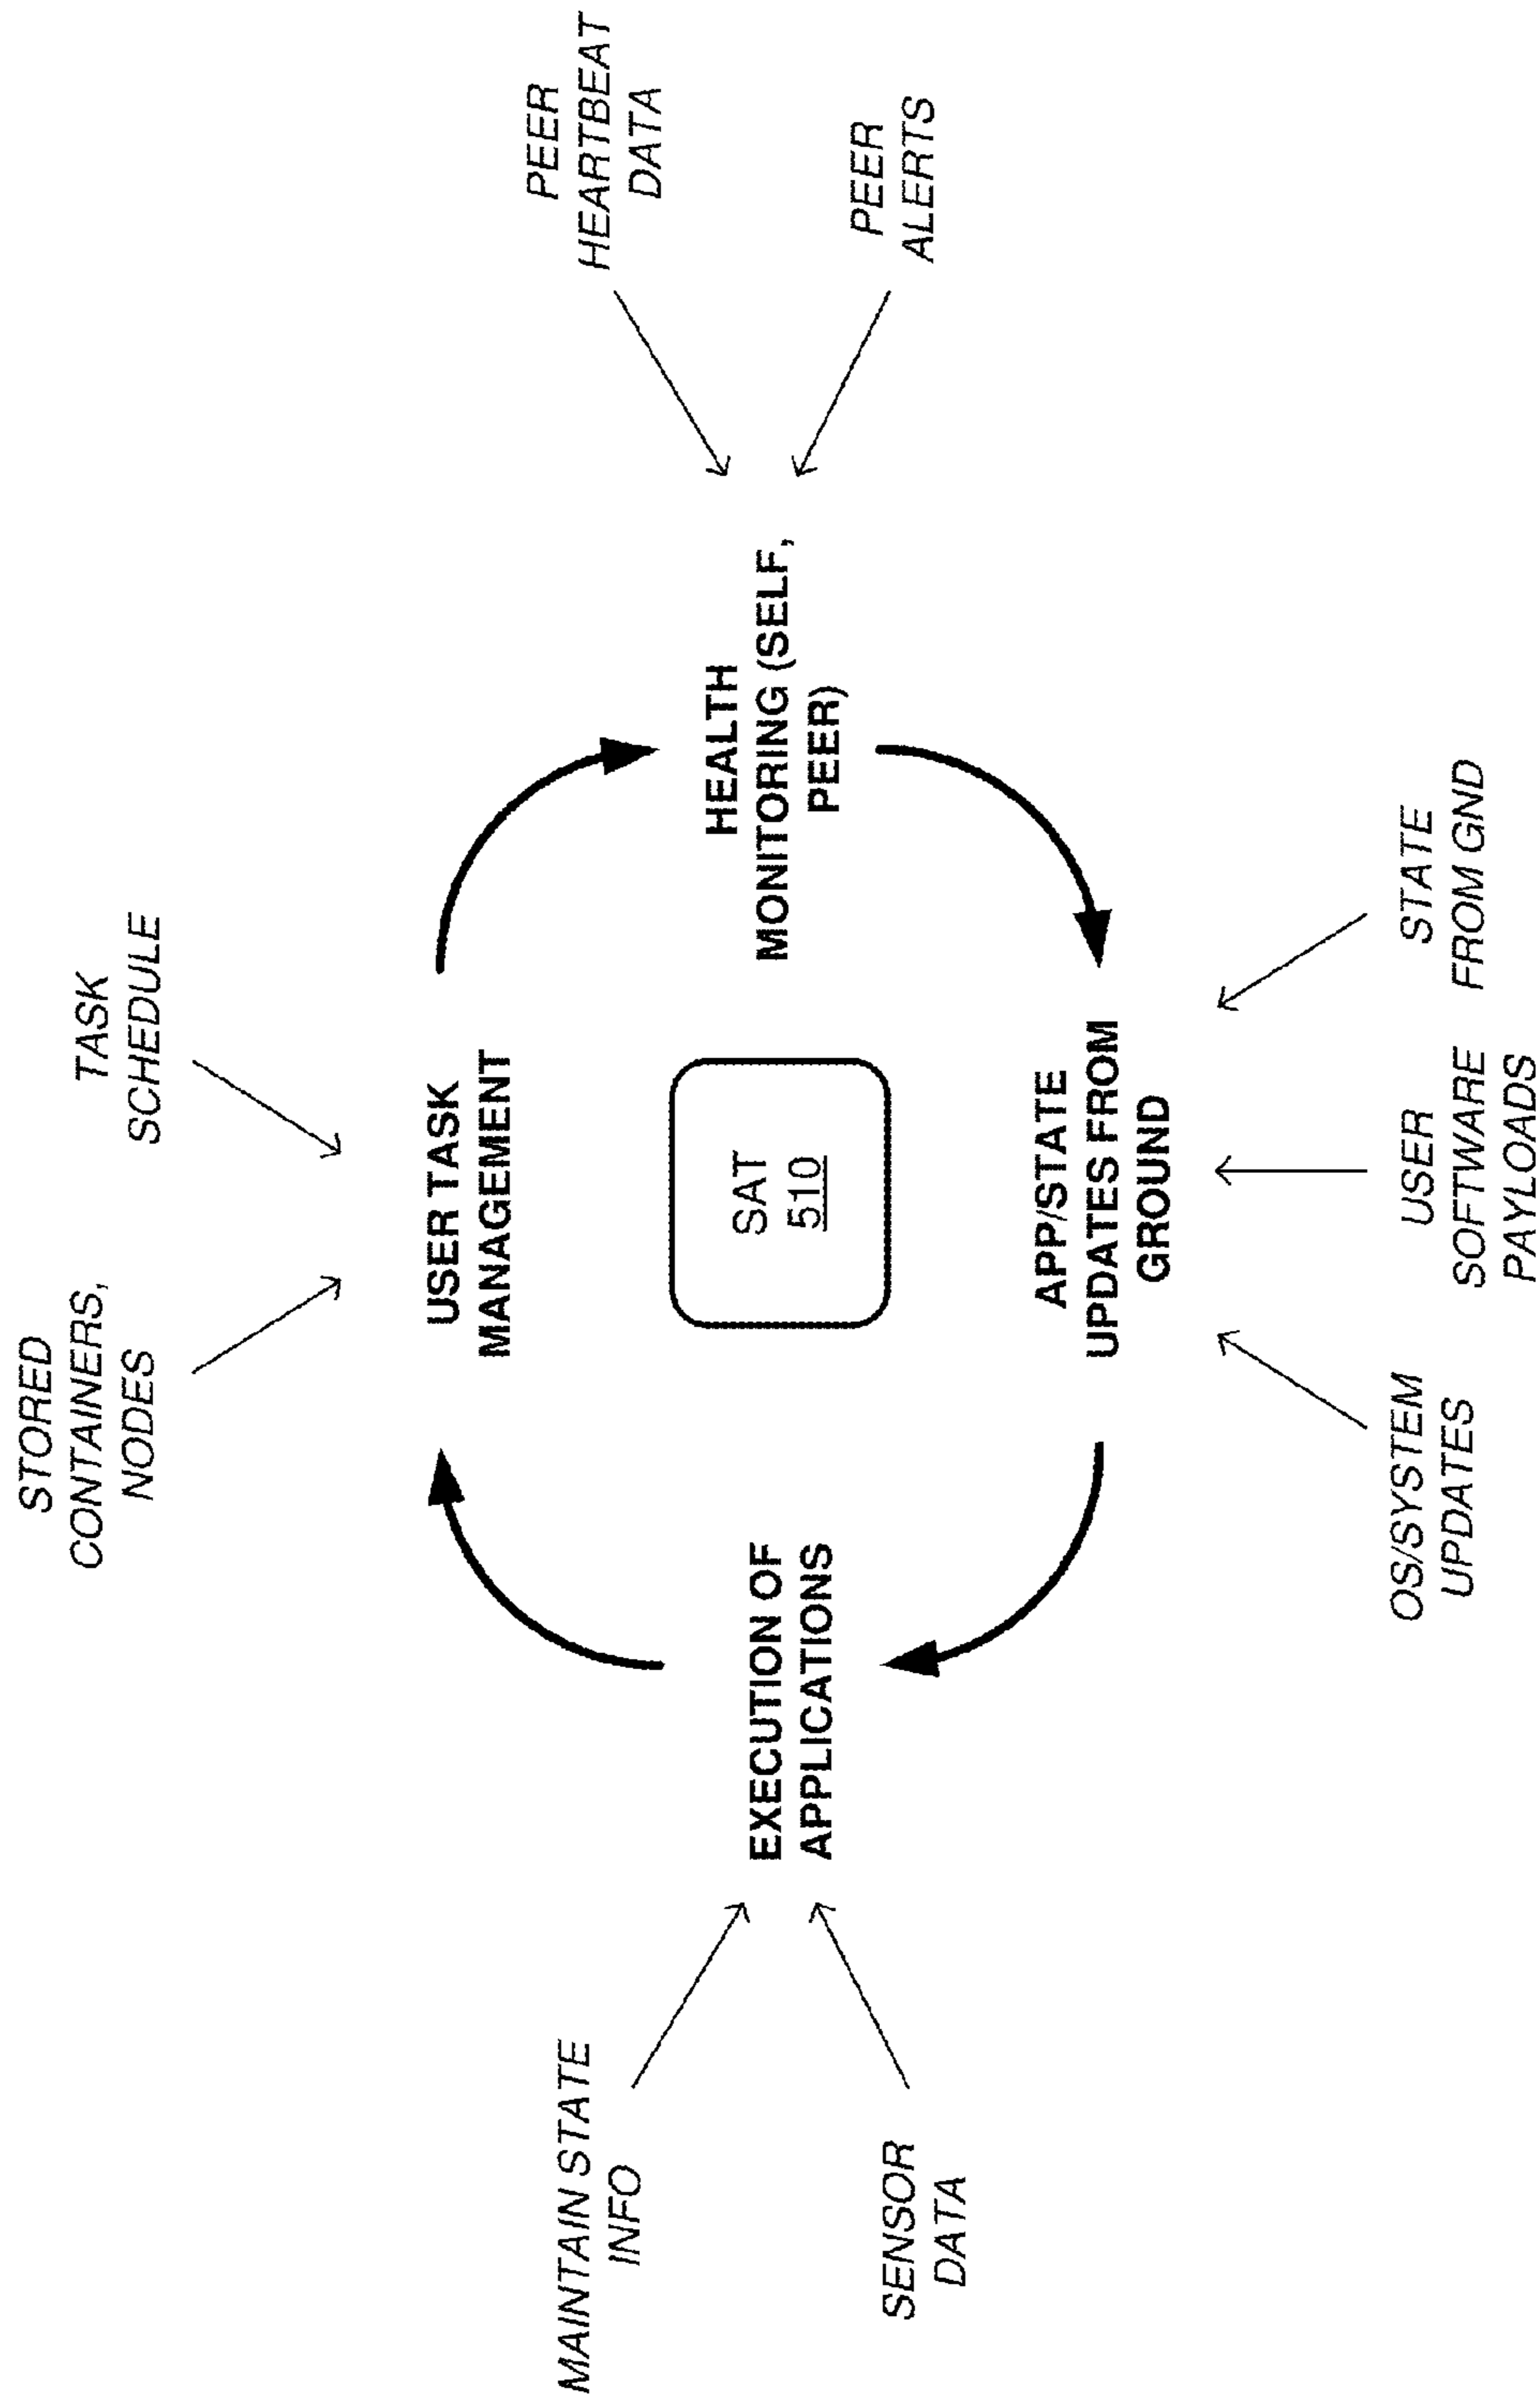 STORED
CONTAINERS,
NODES
TASK
SCHEDULE
USER TASK
MANAGEMENT
MAINTAIN STATE
INFO
SENSOR
DATA
EXECUTION OF
APPLICATIONS
SAT
510
HEALTH
MONITORING (SELF,
PEER)
PEER
HEARTBEAT
DATA
PEER
ALERTS
APP/STATE
UPDATES FROM
GROUND
OS/SYSTEM
UPDATES
USER
SOFTWARE
PAYLOADS
STATE
FROM GND